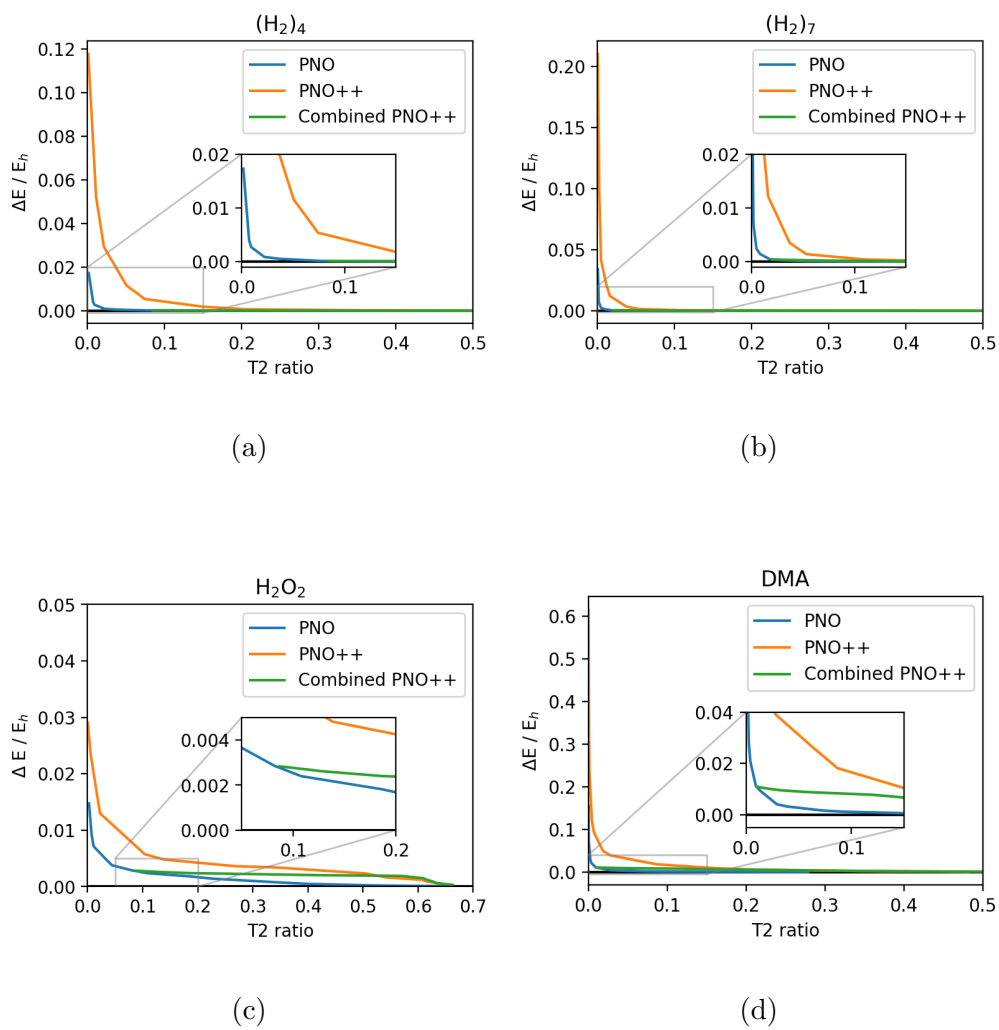 (H2)4
0.12
0.10
0.08
0.06
0.04
0.02
0.00
ΔE / Eh
PNO
PNO++
Combined PNO++
0.02
0.01
0.00
0.0
0.1
0.0
0.1
0.2
0.3
0.4
0.5
T2 ratio
(a)
(H2)7
0.20
0.15
0.10
0.05
0.00
ΔE / Eh
PNO
PNO++
Combined PNO++
0.02
0.01
0.00
0.0
0.1
0.0
0.1
0.2
0.3
0.4
0.5
T2 ratio
(b)
H2O2
0.05
0.04
0.03
0.02
0.01
0.00
Δ E / Eh
PNO
PNO++
Combined PNO++
0.004
0.002
0.000
0.1
0.2
0.0
0.1
0.2
0.3
0.4
0.5
0.6
0.7
T2 ratio
(c)
DMA
0.6
0.5
0.4
0.3
0.2
0.1
0.0
ΔE / Eh
PNO
PNO++
Combined PNO++
0.04
0.02
0.00
0.0
0.1
0.0
0.1
0.2
0.3
0.4
0.5
T2 ratio
(d)